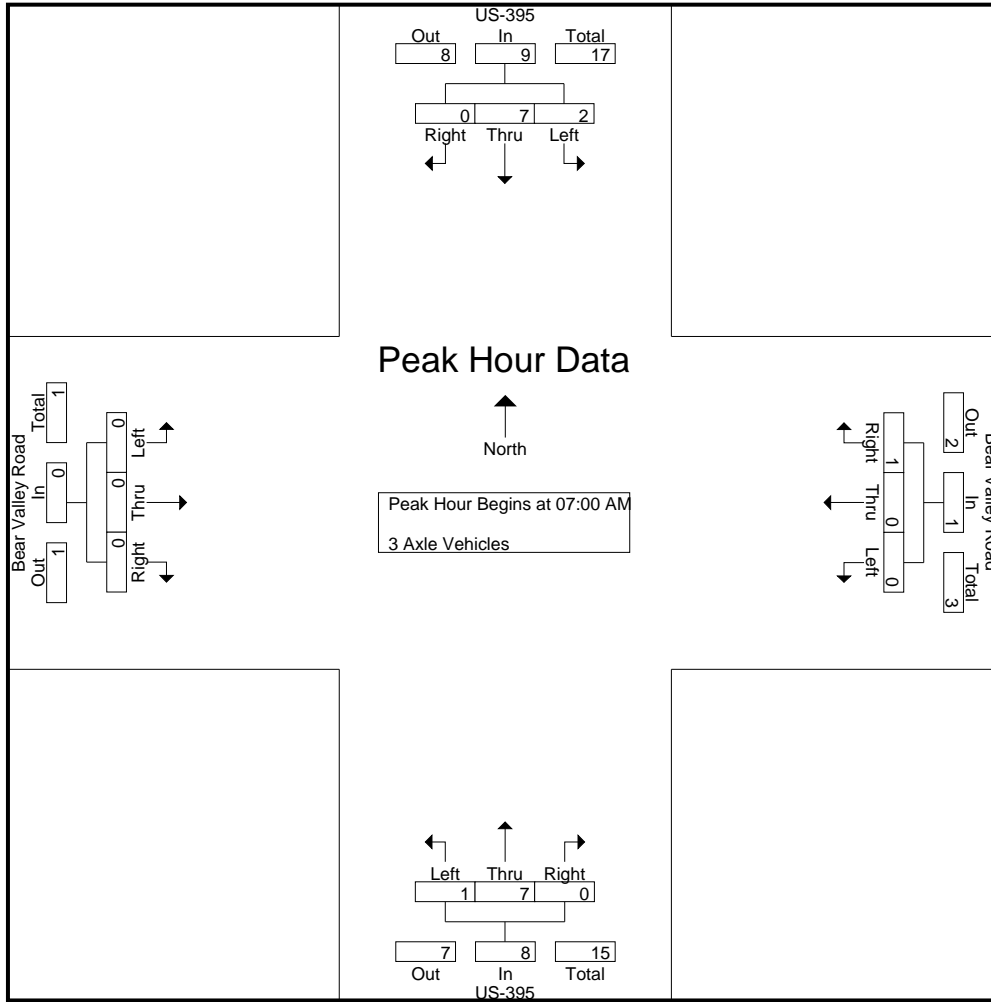 US-395
Out In Total
8 9 17
0 7 2
Right Thru Left
Peak Hour Data
North
Peak Hour Begins at 07:00 AM
3 Axle Vehicles
Bear Valley Road
Out In Total
1 0 1
0 0 0
Left Thru Right
Bear Valley Road
Out In Total
2 1 3
Right Thru Left
1 0 0
Left Thru Right
1 7 0
7 8 15
Out In Total
US-395